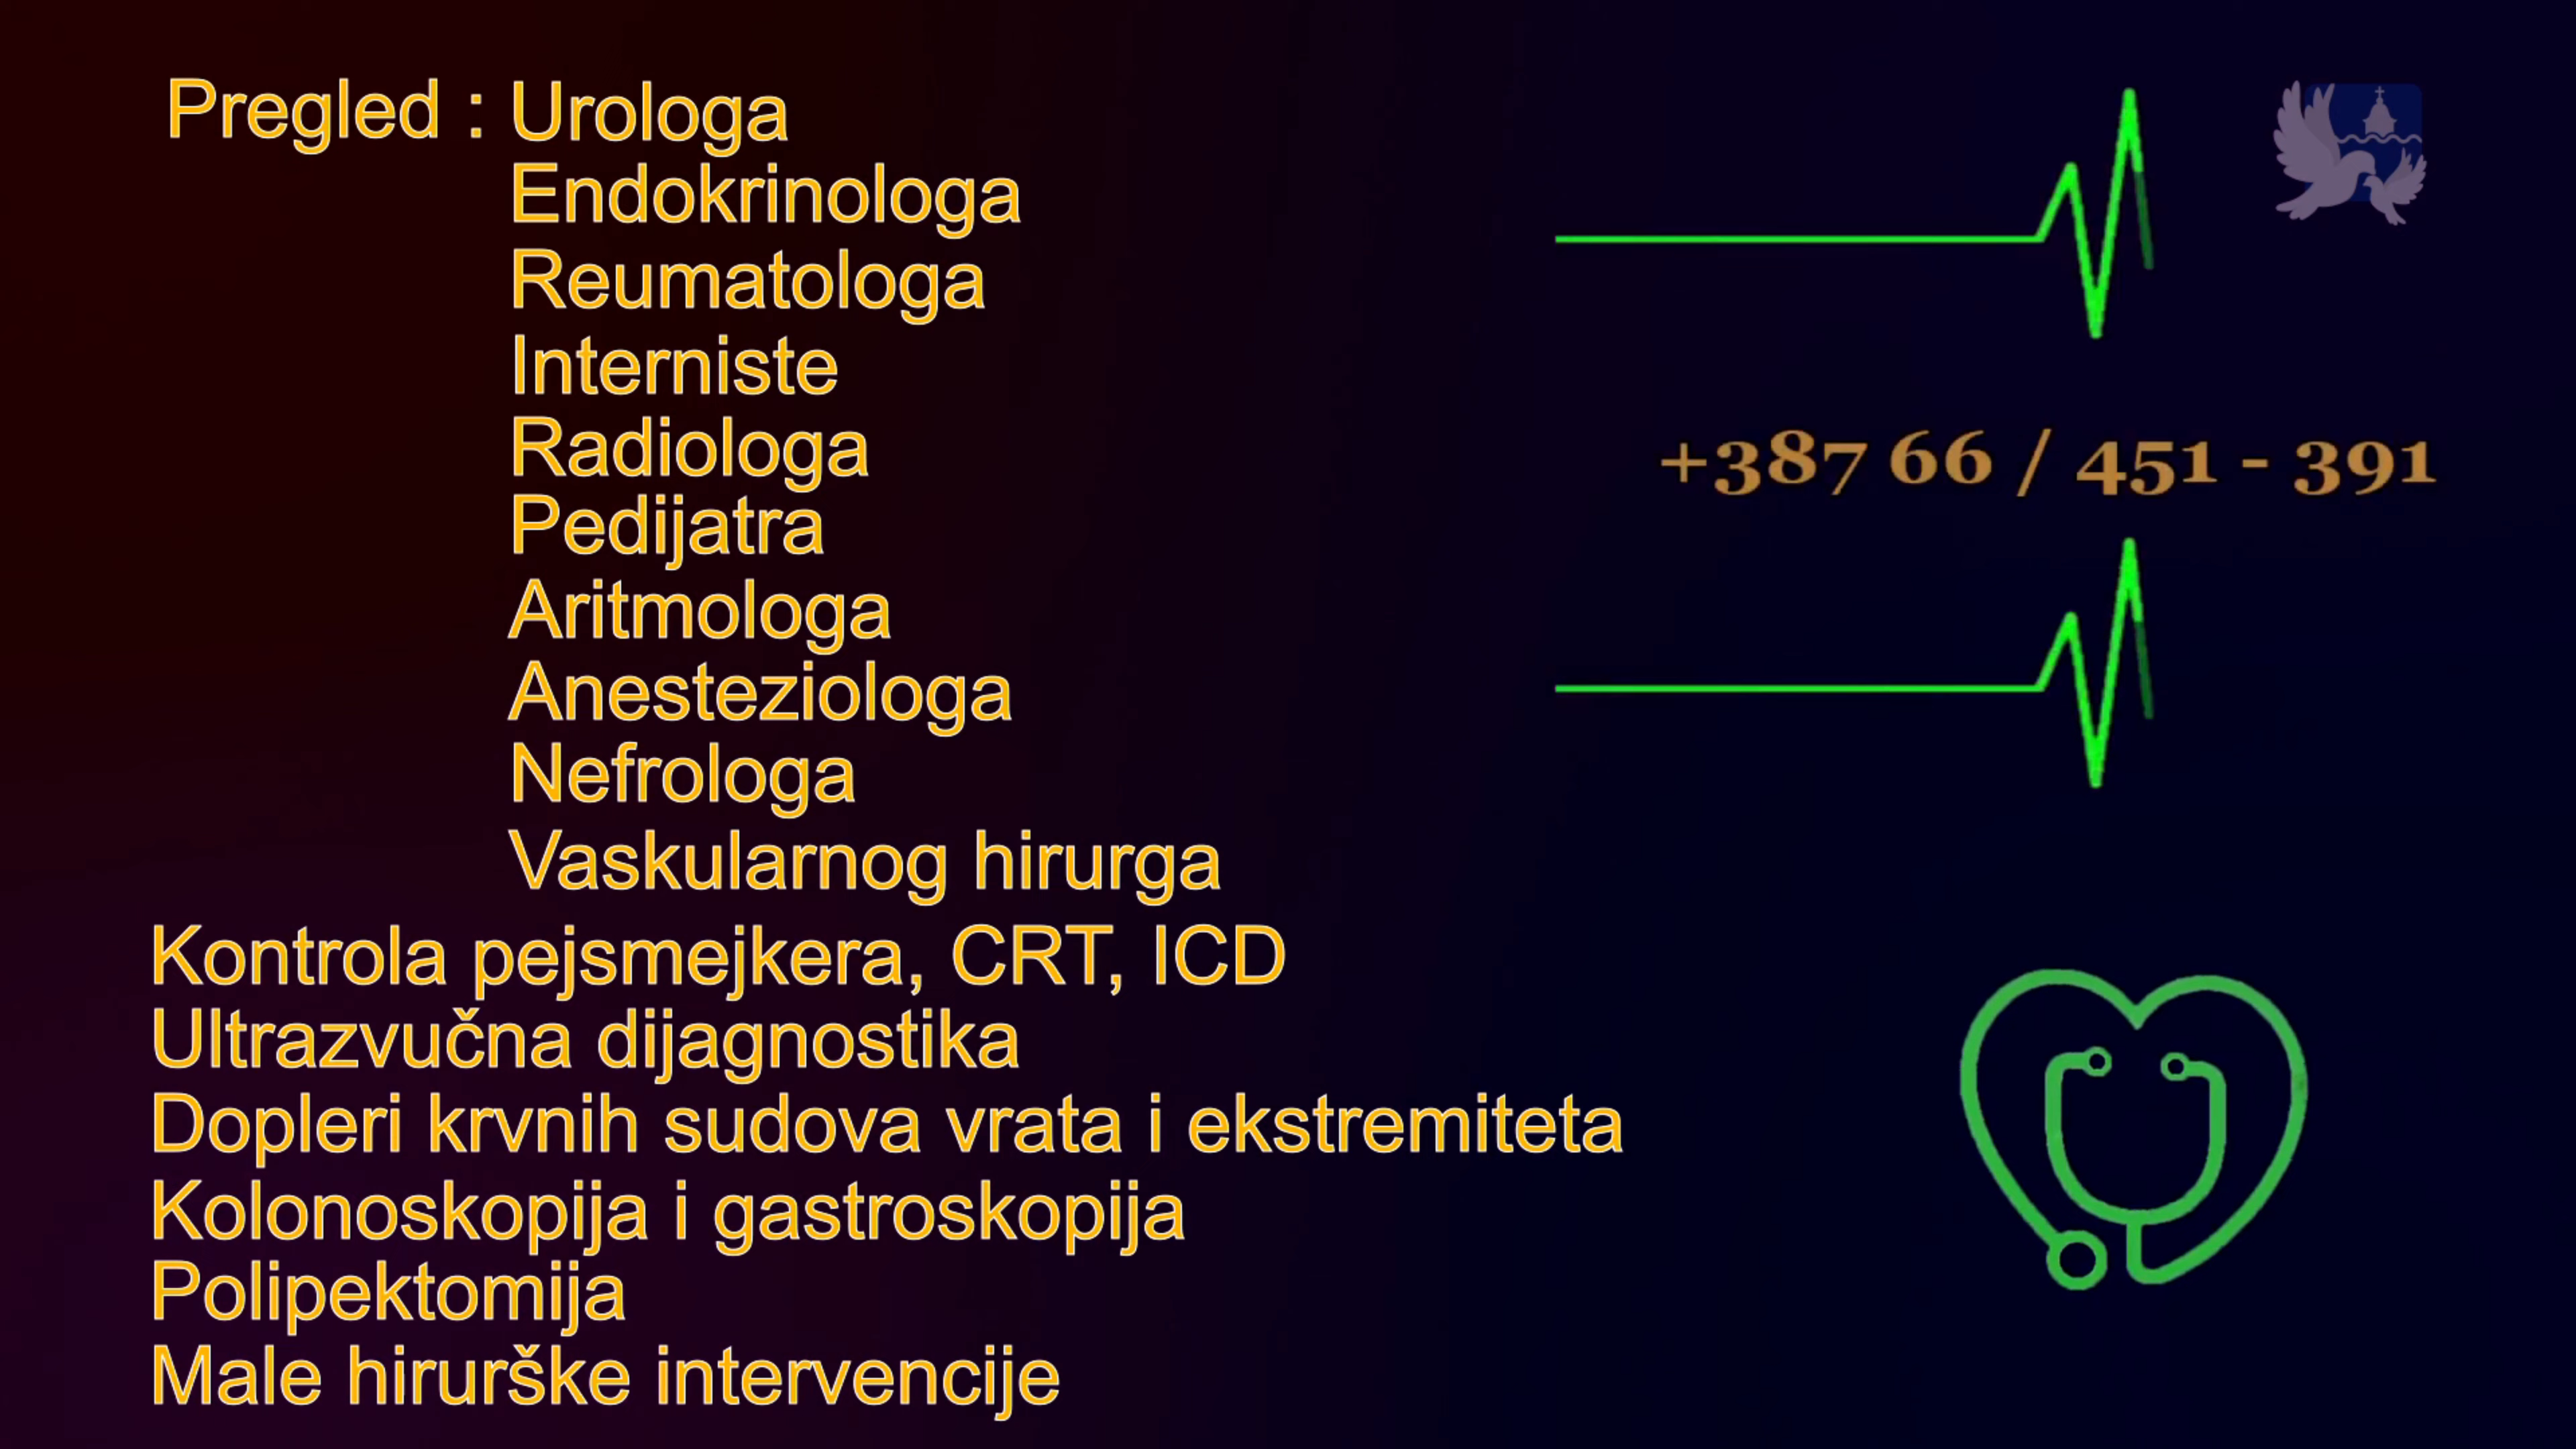 Pregled : Urologa
Endokrinologa
Reumatologa
Interniste
Radiologa
Pedijatra
Aritmologa
Anesteziologa
Nefrologa
Vaskularnog hirurga
Kontrola pejsmejkera, CRT, ICD
Ultrazvučna dijagnostika
Dopleri krvnih sudova vrata i ekstremiteta
Kolonoskopija i gastroskopija
Polipektomija
Male hirurške intervencije
+387 66 / 451 - 391